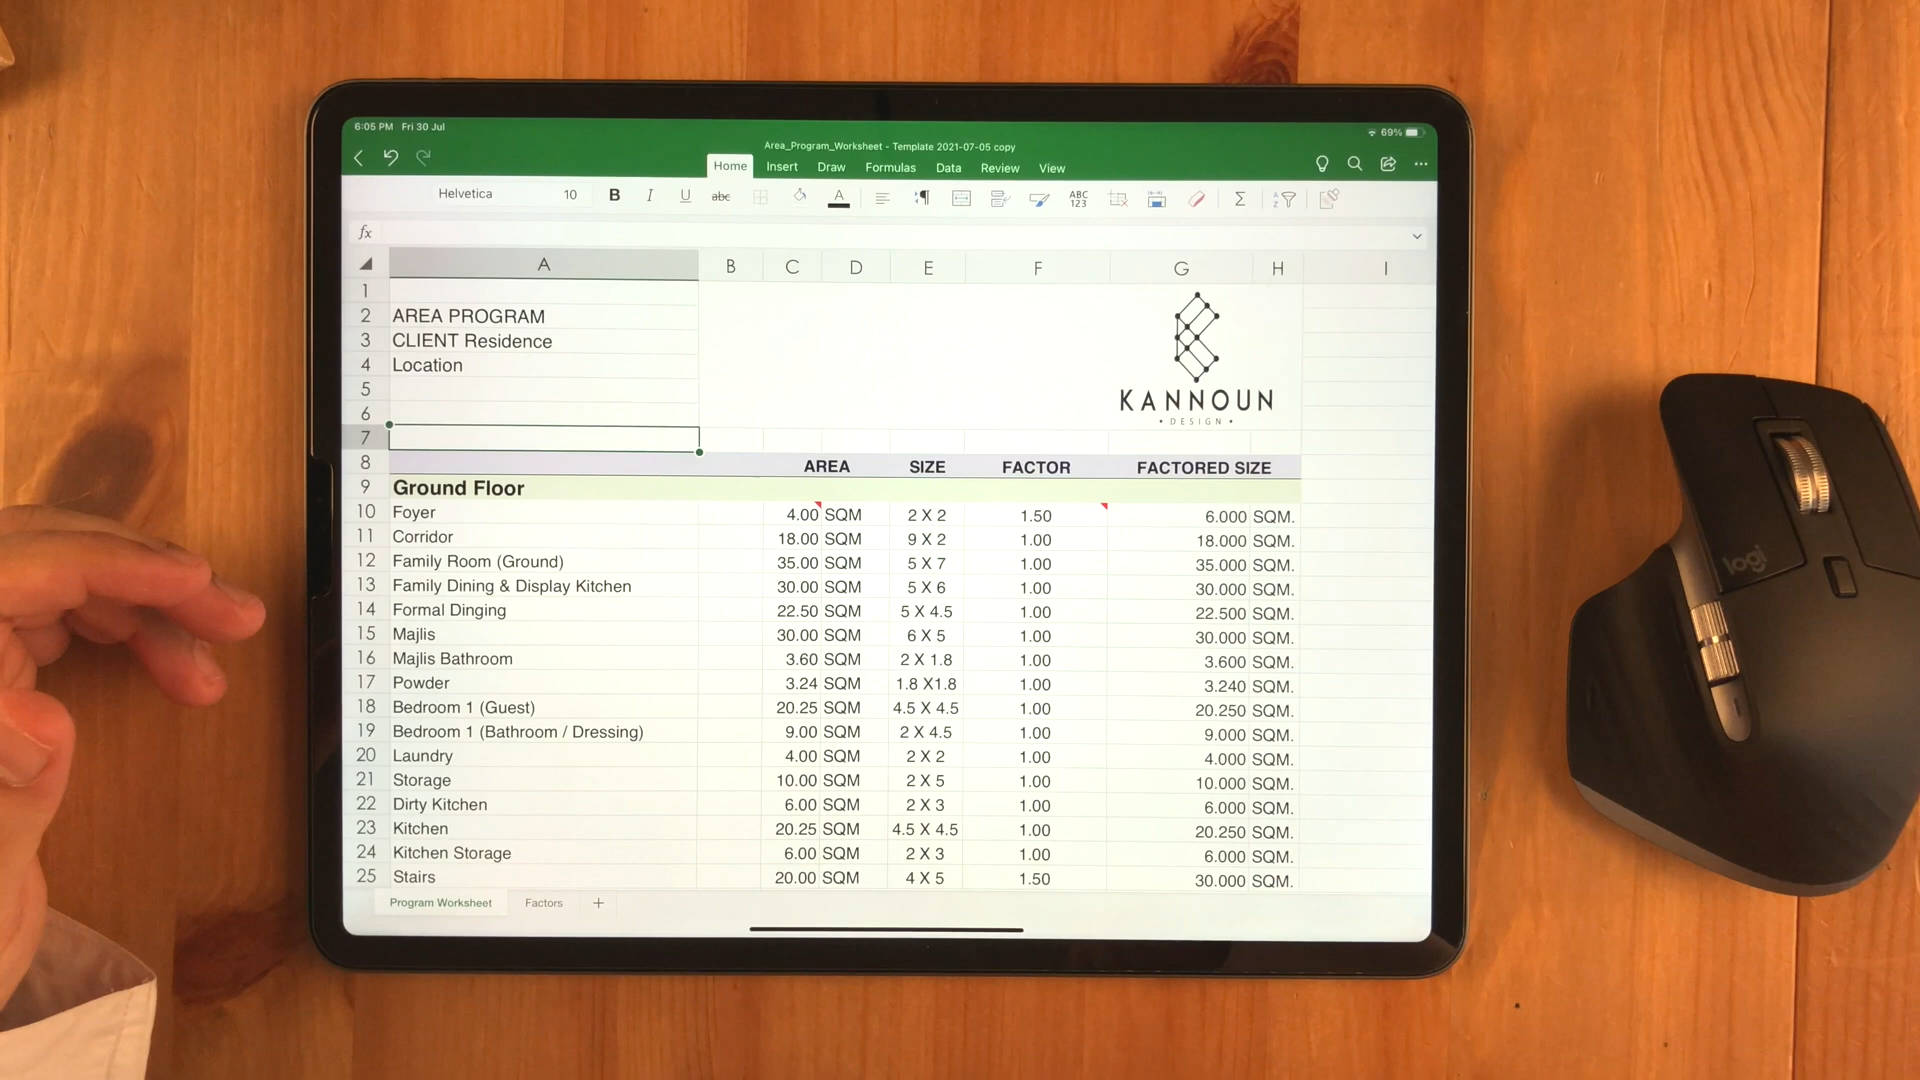 6:05 PM Fri 30 Jul
69%
Area_Program_Worksheet - Template 2021-07-05 copy
Home Insert Draw Formulas Data Review View
Helvetica 10 B I U abc A ABC 123 Σ
fx
A B C D E F G H I
1
2 AREA PROGRAM
3 CLIENT Residence
4 Location
5
6
KANNOUN
• DESIGN •
7
8 AREA SIZE FACTOR FACTORED SIZE
9 Ground Floor
10 Foyer 4.00 SQM 2 X 2 1.50 6.000 SQM.
11 Corridor 18.00 SQM 9 X 2 1.00 18.000 SQM.
12 Family Room (Ground) 35.00 SQM 5 X 7 1.00 35.000 SQM.
13 Family Dining & Display Kitchen 30.00 SQM 5 X 6 1.00 30.000 SQM.
14 Formal Dinging 22.50 SQM 5 X 4.5 1.00 22.500 SQM.
15 Majlis 30.00 SQM 6 X 5 1.00 30.000 SQM.
16 Majlis Bathroom 3.60 SQM 2 X 1.8 1.00 3.600 SQM.
17 Powder 3.24 SQM 1.8 X1.8 1.00 3.240 SQM.
18 Bedroom 1 (Guest) 20.25 SQM 4.5 X 4.5 1.00 20.250 SQM.
19 Bedroom 1 (Bathroom / Dressing) 9.00 SQM 2 X 4.5 1.00 9.000 SQM.
20 Laundry 4.00 SQM 2 X 2 1.00 4.000 SQM.
21 Storage 10.00 SQM 2 X 5 1.00 10.000 SQM.
22 Dirty Kitchen 6.00 SQM 2 X 3 1.00 6.000 SQM.
23 Kitchen 20.25 SQM 4.5 X 4.5 1.00 20.250 SQM.
24 Kitchen Storage 6.00 SQM 2 X 3 1.00 6.000 SQM.
25 Stairs 20.00 SQM 4 X 5 1.50 30.000 SQM.
Program Worksheet Factors +
logi